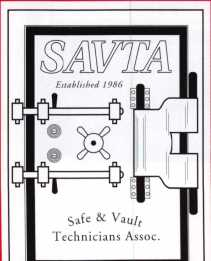 SAVTA
Established 1986
Safe & Vault
Technicians Assoc.